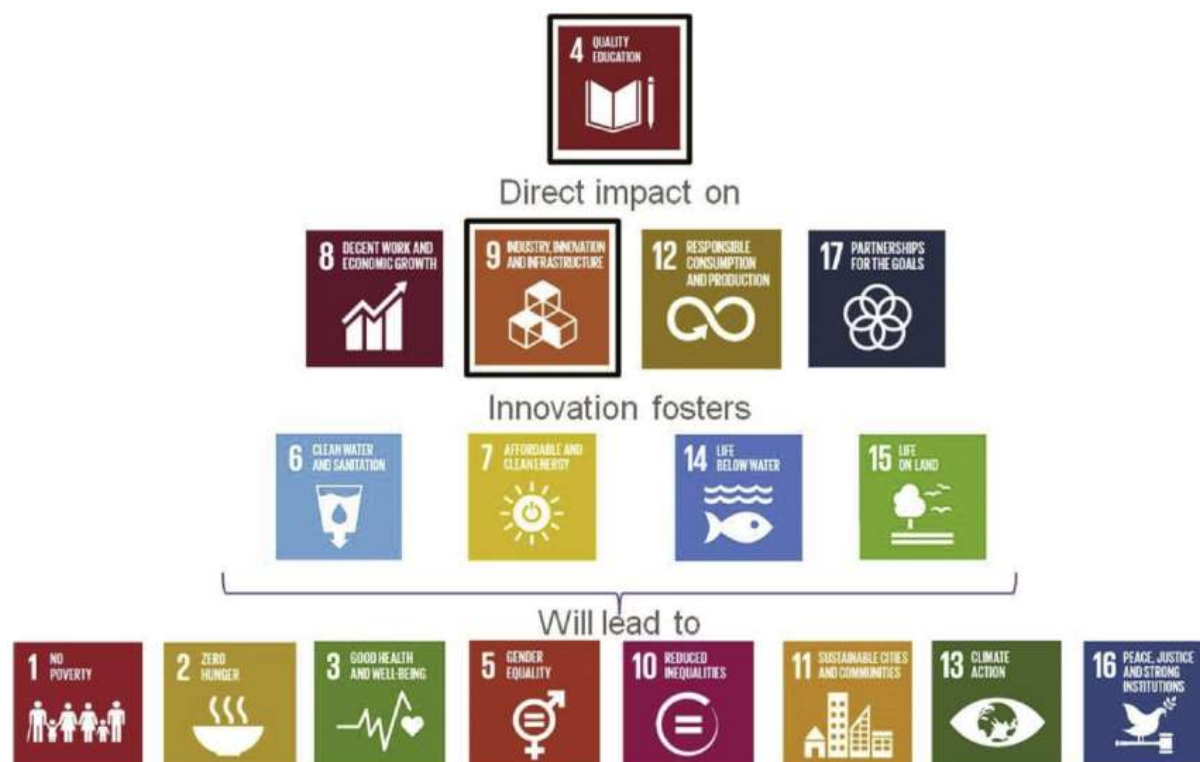 4 QUALITY
EDUCATION
Direct impact on
8 DECENT WORK AND
ECONOMIC GROWTH
9 INDUSTRY, INNOVATION
AND INFRASTRUCTURE
12 RESPONSIBLE
CONSUMPTION
AND PRODUCTION
17 PARTNERSHIPS
FOR THE GOALS
Innovation fosters
6 CLEAN WATER
AND SANITATION
7 AFFORDABLE AND
CLEAN ENERGY
14 LIFE
BELOW WATER
15 LIFE
ON LAND
Will lead to
1 NO
POVERTY
2 ZERO
HUNGER
3 GOOD HEALTH
AND WELL-BEING
5 GENDER
EQUALITY
10 REDUCED
INEQUALITIES
11 SUSTAINABLE CITIES
AND COMMUNITIES
13 CLIMATE
ACTION
16 PEACE, JUSTICE
AND STRONG
INSTITUTIONS